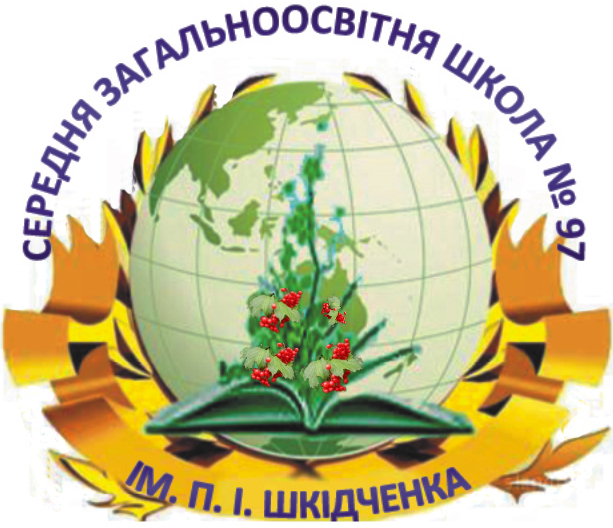 СЕРЕДНЯ ЗАГАЛЬНООСВІТНЯ ШКОЛА № 97
ІМ. П. І. ШКІДЧЕНКА